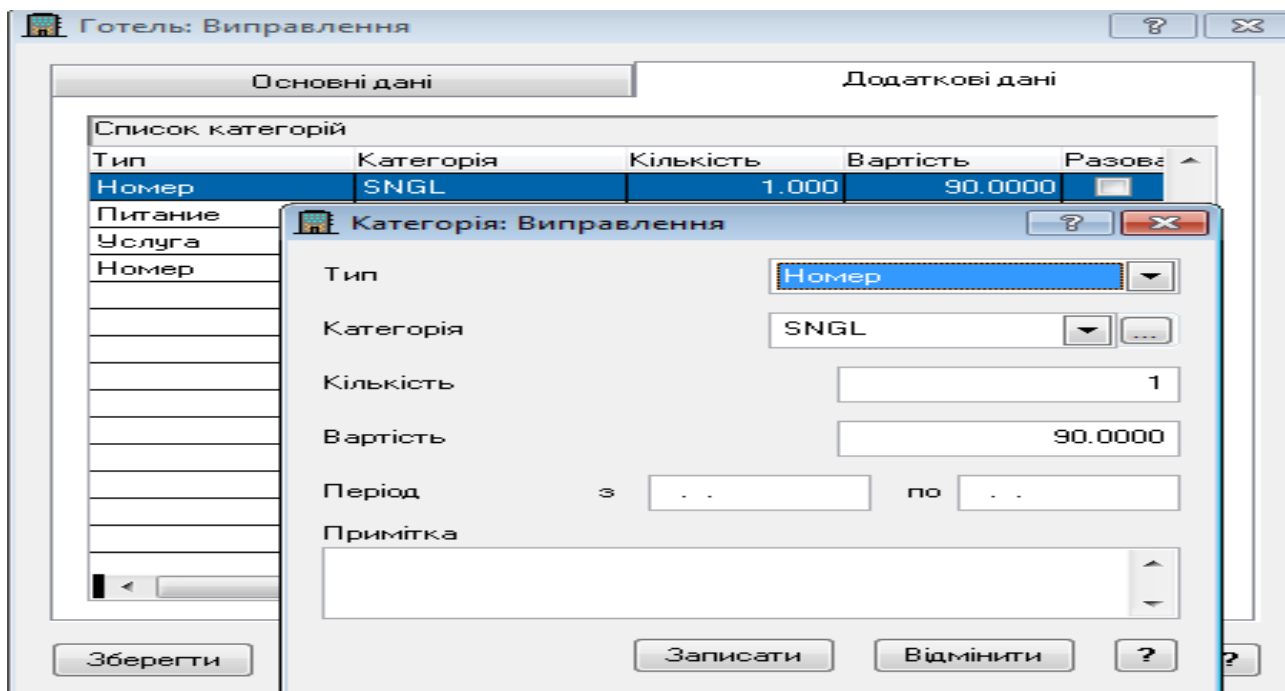 Готель: Виправлення
Основні дані Додаткові дані
Список категорій
Тип Категорія Кількість Вартість Разова
Номер SNGL 1.000 90.0000
Питание
Услуга
Номер
Категорія: Виправлення
Тип Номер
Категорія SNGL ...
Кількість 1
Вартість 90.0000
Період з . . по . .
Примітка
Записати Відмінити ?
Зберегти ?